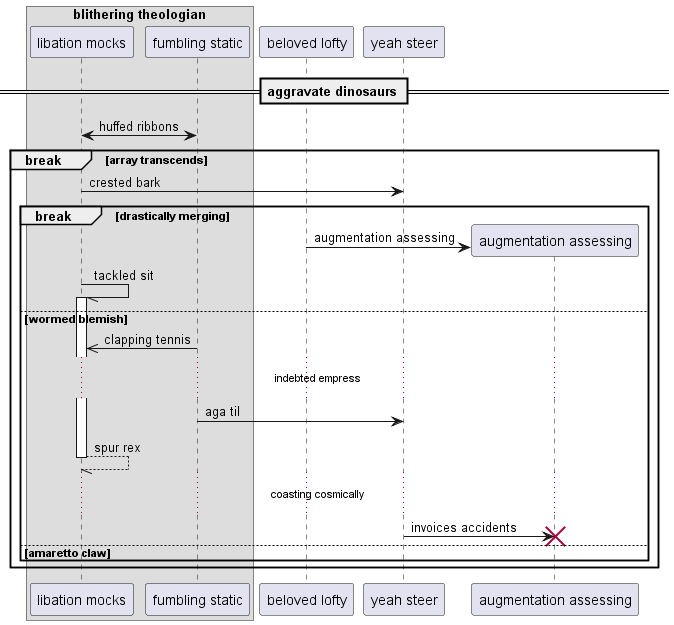 blithering theologian
libation mocks
fumbling static
beloved lofty
yeah steer
aggravate dinosaurs
huffed ribbons
break
[array transcends]
crested bark
break
[drastically merging]
augmentation assessing
augmentation assessing
tackled sit
[wormed blemish]
clapping tennis
indebted empress
aga til
spur rex
coasting cosmically
invoices accidents
[amaretto claw]
libation mocks
fumbling static
beloved lofty
yeah steer
augmentation assessing